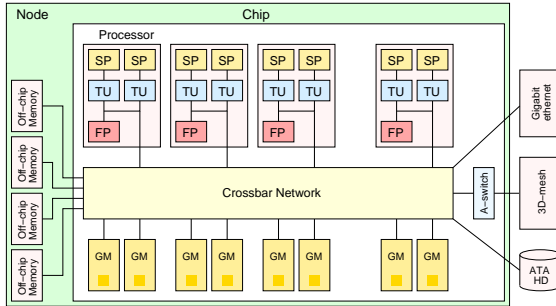 Node
Chip
Processor
SP SP SP SP SP SP SP SP
TU TU TU TU TU TU TU TU
FP FP FP FP
Off-chip
Memory
Off-chip
Memory
Off-chip
Memory
Off-chip
Memory
Crossbar Network
A-switch
Gigabit
ethernet
3D-mesh
ATA
HD
GM GM GM GM GM GM GM GM